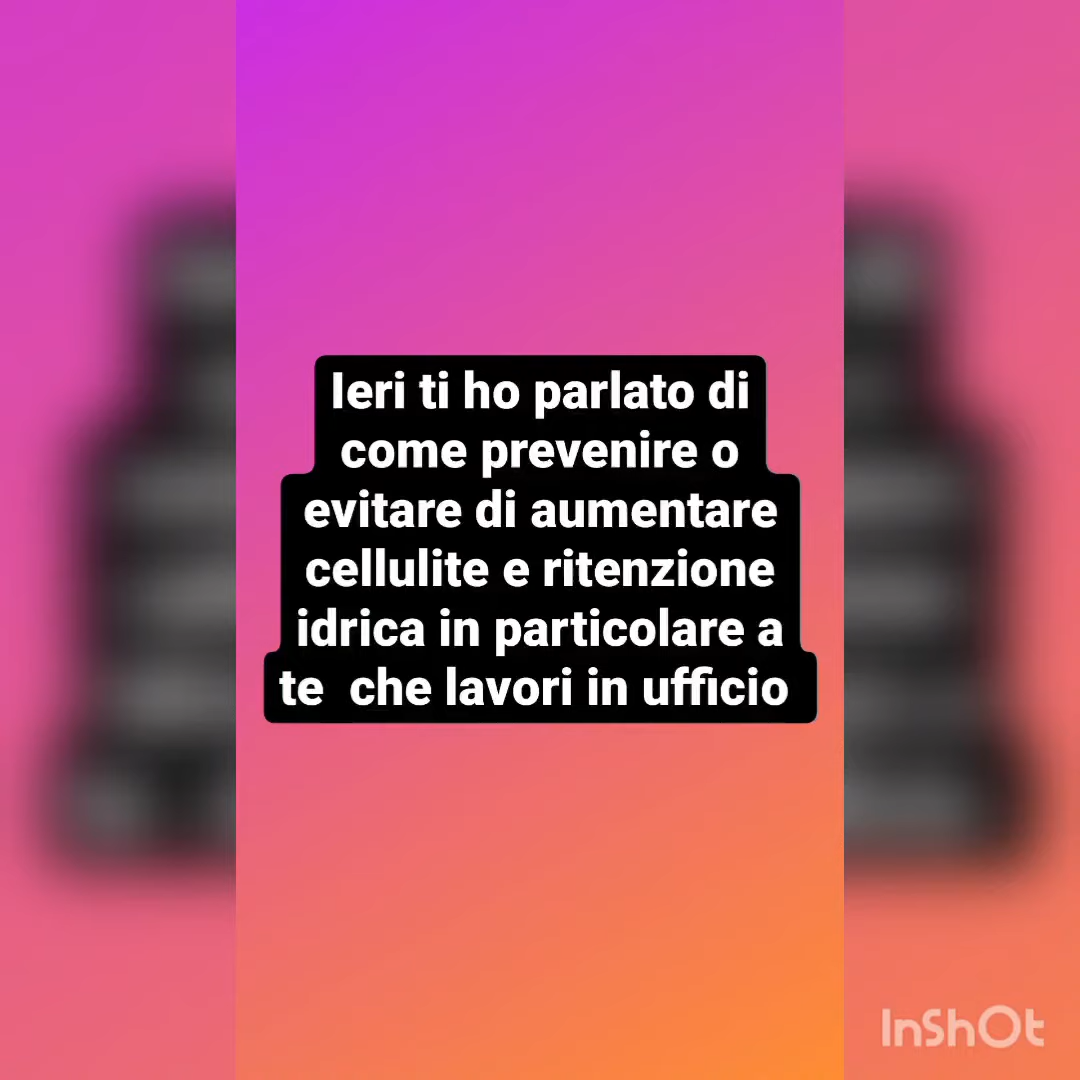 Ieri ti ho parlato di
come prevenire o
evitare di aumentare
cellulite e ritenzione
idrica in particolare a
te  che lavori in ufficio
InShOt